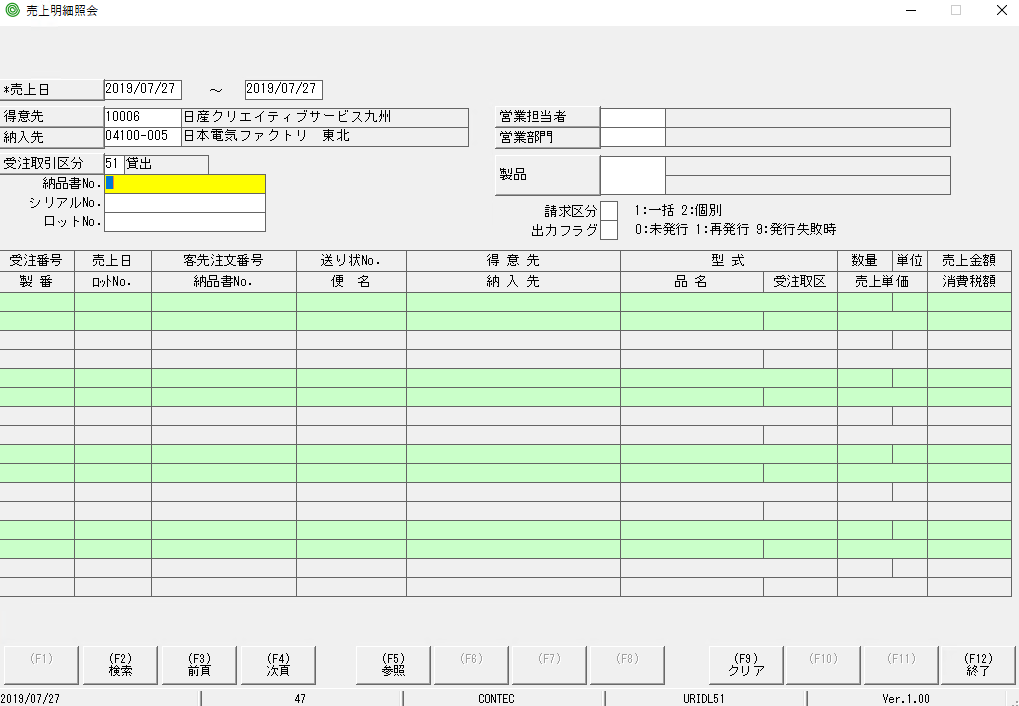 売上明細照会
*売上日 2019/07/27 ～ 2019/07/27
得意先 10006 日産クリエイティブサービス九州 営業担当者
納入先 04100-005 日本電気ファクトリ 東北 営業部門
受注取引区分 51 貸出 製品
納品書No.
シリアルNo.
ロットNo.
請求区分 1:一括 2:個別
出力フラグ 0:未発行 1:再発行 9:発行失敗時
受注番号 売上日 客先注文番号 送り状No. 得 意 先 型 式 数量 単位 売上金額
製 番 ﾛｯﾄNo. 納品書No. 便 名 納 入 先 品 名 受注取区 売上単価 消費税額
(F1) (F2) (F3) (F4) (F5) (F6) (F7) (F8) (F9) (F10) (F11) (F12)
検索 前頁 次頁 参照 クリア 終了
2019/07/27 47 CONTEC URIDL51 Ver.1.00